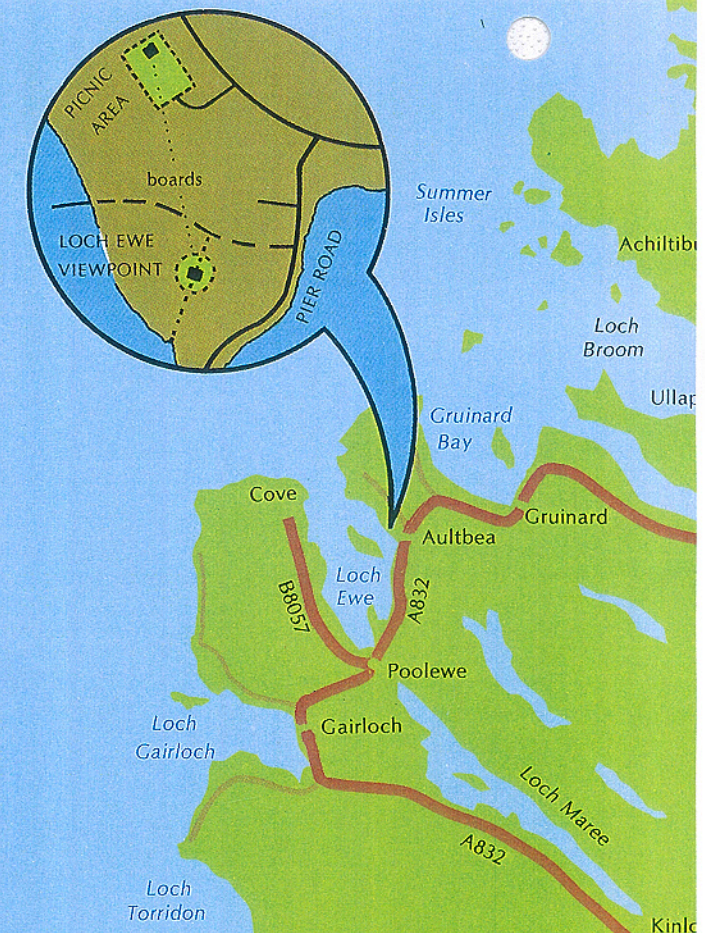 PICNIC
AREA
boards
LOCH EWE
VIEWPOINT
PIER ROAD
Summer
Isles
Achiltibu
Loch
Broom
Ullap
Gruinard
Bay
Cove
Gruinard
Aultbea
Loch
Ewe
B8057
A832
Poolewe
Loch
Gairloch
Gairloch
Loch Maree
A832
Loch
Torridon
Kinlo